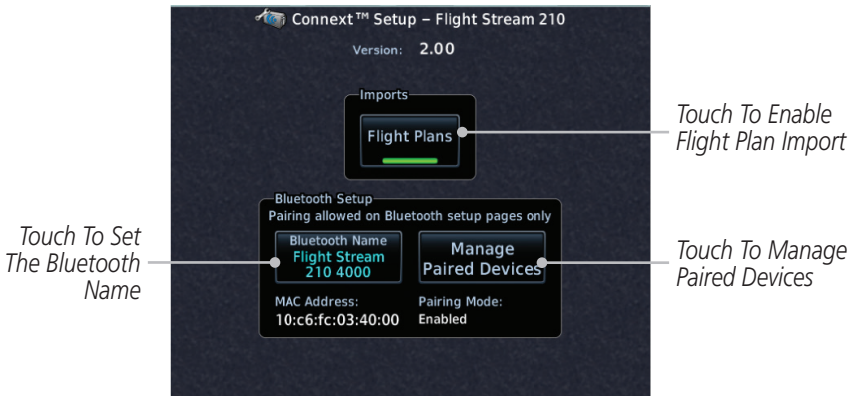 Connext™ Setup – Flight Stream 210
Version: 2.00
Imports
Flight Plans
Touch To Enable
Flight Plan Import
Bluetooth Setup
Pairing allowed on Bluetooth setup pages only
Touch To Set
The Bluetooth
Name
Bluetooth Name
Flight Stream
210 4000
Manage
Paired Devices
Touch To Manage
Paired Devices
MAC Address:
10:c6:fc:03:40:00
Pairing Mode:
Enabled